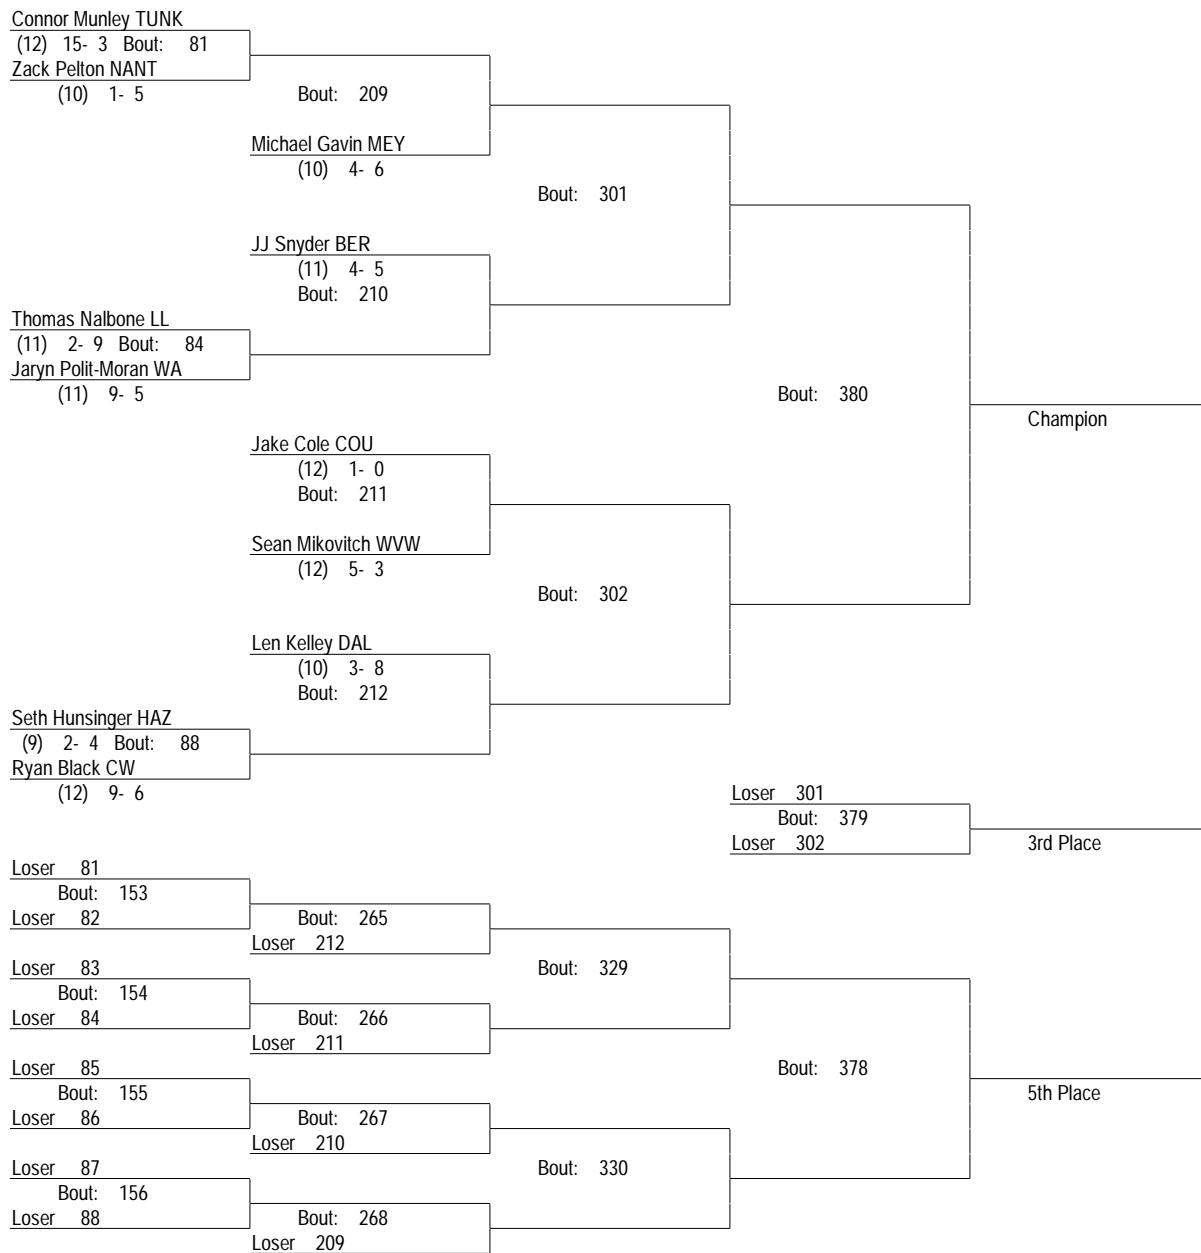 Connor Munley TUNK
(12) 15- 3 Bout: 81
Zack Pelton NANT
(10) 1- 5
Bout: 209
Michael Gavin MEY
(10) 4- 6
Bout: 301
JJ Snyder BER
(11) 4- 5
Bout: 210
Thomas Nalbone LL
(11) 2- 9 Bout: 84
Jaryn Polit-Moran WA
(11) 9- 5
Bout: 380
Champion
Jake Cole COU
(12) 1- 0
Bout: 211
Sean Mikovitch WVW
(12) 5- 3
Bout: 302
Len Kelley DAL
(10) 3- 8
Bout: 212
Seth Hunsinger HAZ
(9) 2- 4 Bout: 88
Ryan Black CW
(12) 9- 6
Loser 301
Bout: 379
Loser 302
3rd Place
Loser 81
Bout: 153
Loser 82
Bout: 265
Loser 212
Loser 83
Bout: 329
Bout: 154
Loser 84
Bout: 266
Loser 211
Loser 85
Bout: 378
Bout: 155
5th Place
Loser 86
Bout: 267
Loser 210
Loser 87
Bout: 330
Bout: 156
Loser 88
Bout: 268
Loser 209